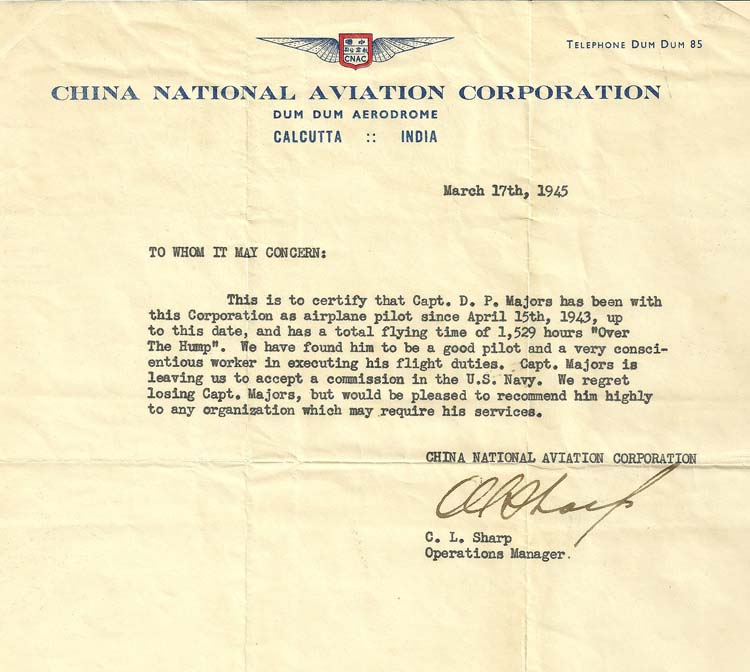 TELEPHONE DUM DUM 85
CNAC
CHINA NATIONAL AVIATION CORPORATION
DUM DUM AERODROME
CALCUTTA :: INDIA
March 17th, 1945
TO WHOM IT MAY CONCERN:
This is to certify that Capt. D. P. Majors has been with
this Corporation as airplane pilot since April 15th, 1943, up
to this date, and has a total flying time of 1,529 hours "Over
The Hump". We have found him to be a good pilot and a very consci-
entious worker in executing his flight duties. Capt. Majors is
leaving us to accept a commission in the U.S. Navy. We regret
losing Capt. Majors, but would be pleased to recommend him highly
to any organization which may require his services.
CHINA NATIONAL AVIATION CORPORATION
CLSharp
C. L. Sharp
Operations Manager.